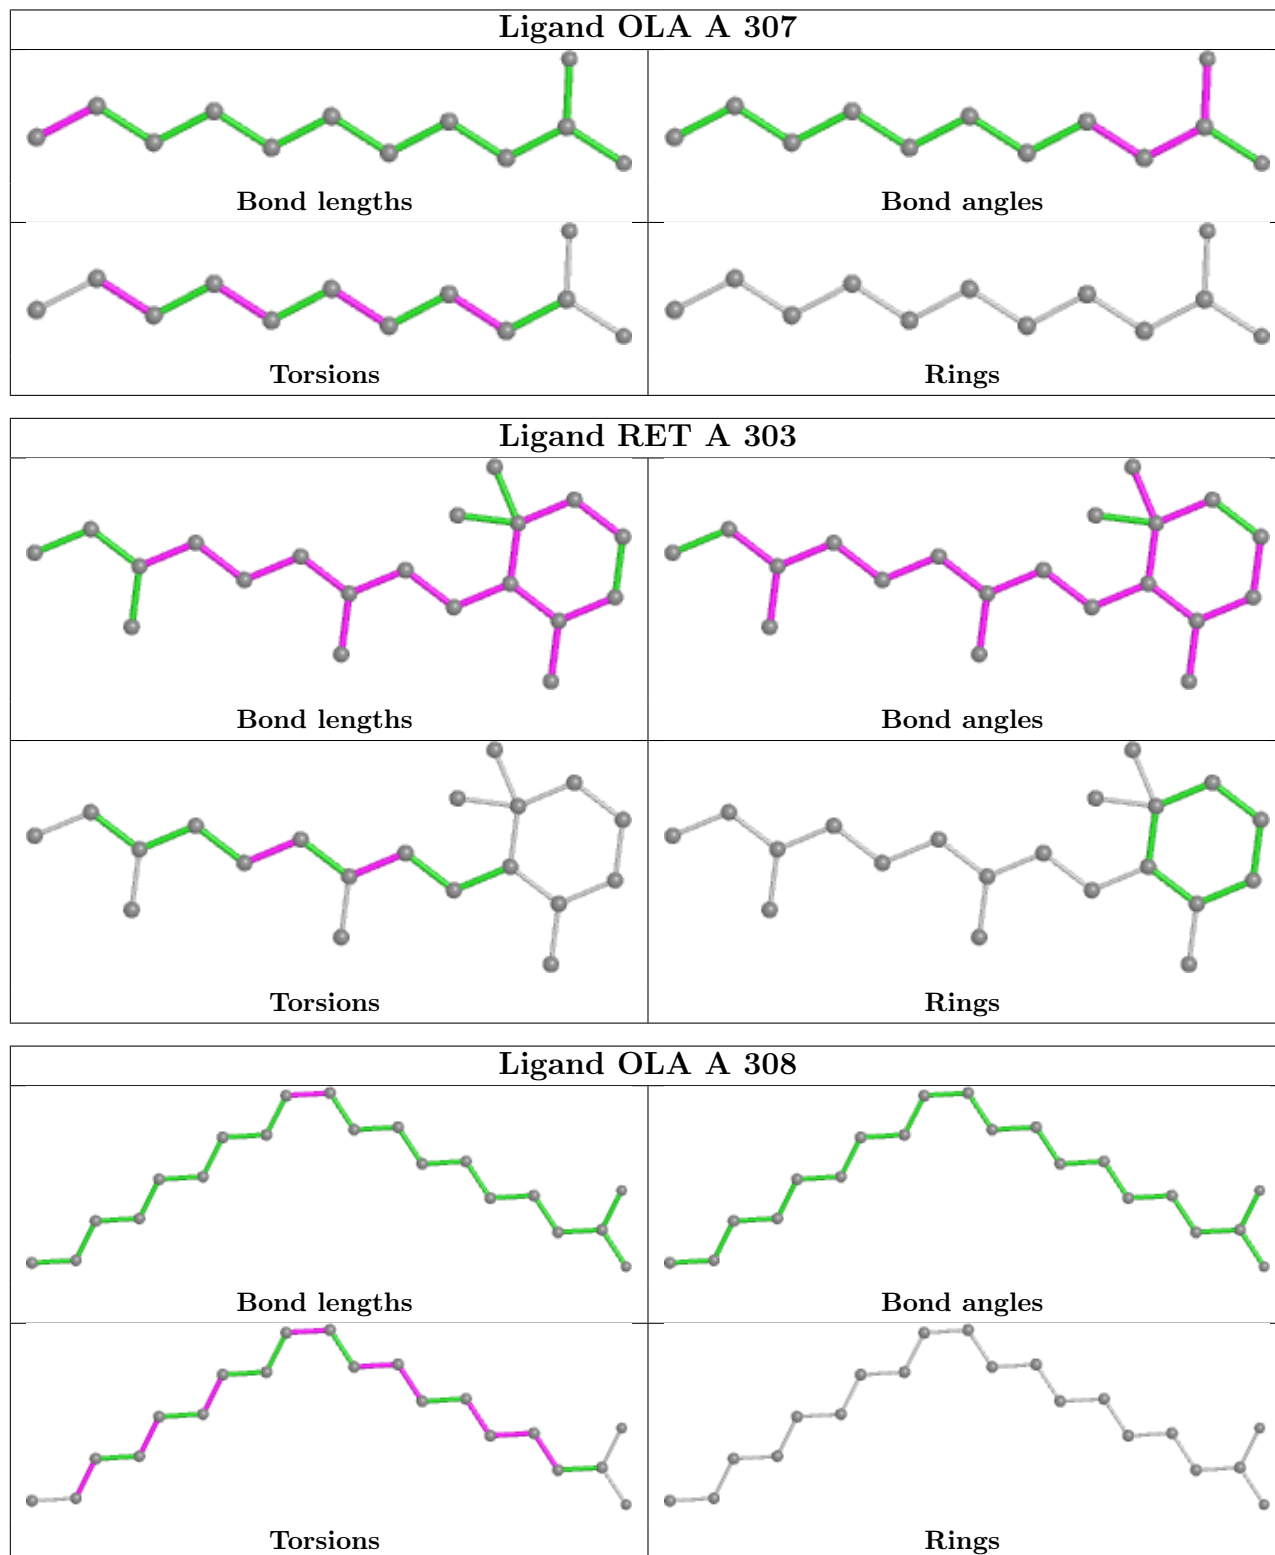 Ligand OLA A 307
Bond lengths
Bond angles
Torsions
Rings
Ligand RET A 303
Bond lengths
Bond angles
Torsions
Rings
Ligand OLA A 308
Bond lengths
Bond angles
Torsions
Rings